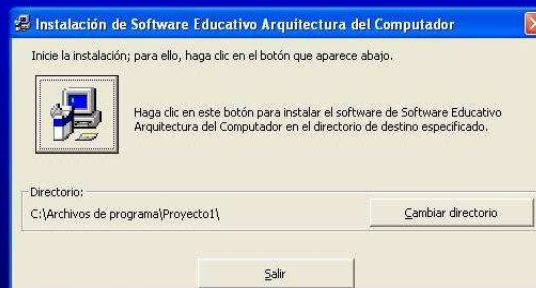 Instalación de Software Educativo Arquitectura del Computador
Inicie la instalación; para ello, haga clic en el botón que aparece abajo.
Haga clic en este botón para instalar el software de Software Educativo
Arquitectura del Computador en el directorio de destino especificado.
Directorio:
C:\Archivos de programa\Proyecto1\
Cambiar directorio
Salir